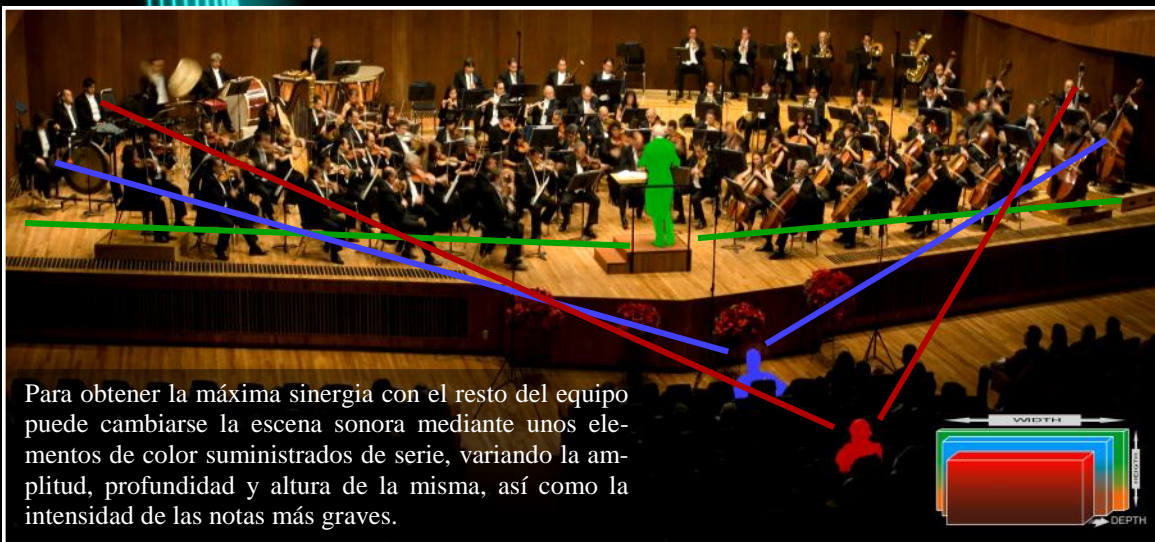 Para obtener la máxima sinergia con el resto del equipo
puede cambiarse la escena sonora mediante unos ele-
mentos de color suministrados de serie, variando la am-
plitud, profundidad y altura de la misma, así como la
intensidad de las notas más graves.
WIDTH
HEIGTH
DEPTH